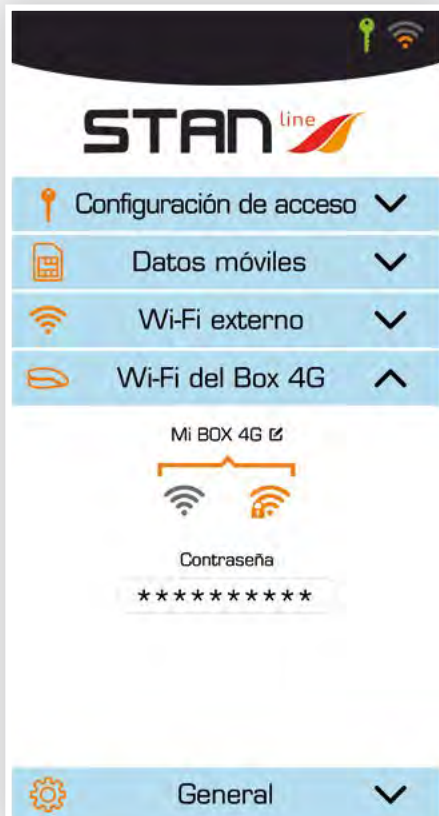 STAN line
Configuración de acceso
Datos móviles
Wi-Fi externo
Wi-Fi del Box 4G
Mi BOX 4G
Contraseña
**********
General